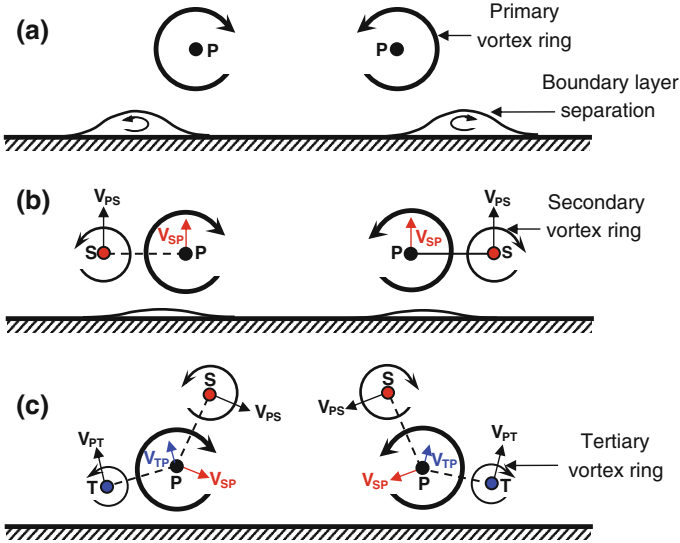 (a)
P
P
Primary
vortex ring
Boundary layer
separation
(b)
VPS
S
VSP
P
P
VSP
VPS
S
Secondary
vortex ring
(c)
S
VPS
VPT
T
VTP
P
VSP
S
VPS
VTP
P
VSP
VPT
T
Tertiary
vortex ring